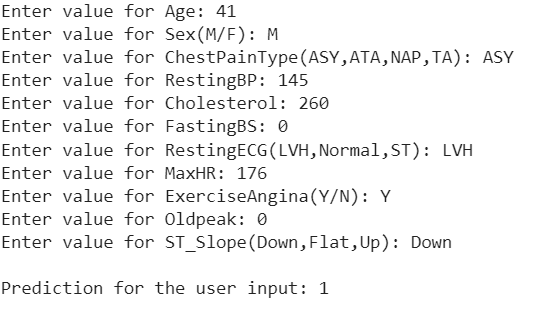 Enter value for Age: 41
Enter value for Sex(M/F): M
Enter value for ChestPainType(ASY,ATA,NAP,TA): ASY
Enter value for RestingBP: 145
Enter value for Cholesterol: 260
Enter value for FastingBS: 0
Enter value for RestingECG(LVH,Normal,ST): LVH
Enter value for MaxHR: 176
Enter value for ExerciseAngina(Y/N): Y
Enter value for Oldpeak: 0
Enter value for ST_Slope(Down,Flat,Up): Down
Prediction for the user input: 1